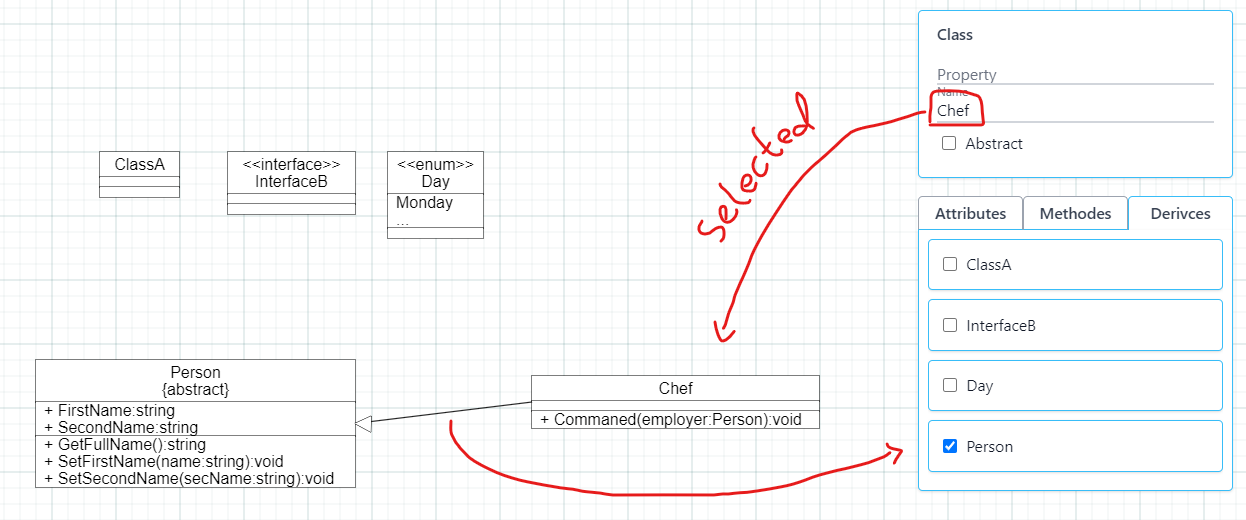 Class
Property
Name
Chef
Abstract
Selected
Attributes
Methodes
Derivces
ClassA
InterfaceB
Day
Person
ClassA
<<interface>>
InterfaceB
<<enum>>
Day
Monday
...
Person
{abstract}
+ FirstName:string
+ SecondName:string
+ GetFullName():string
+ SetFirstName(name:string):void
+ SetSecondName(secName:string):void
Chef
+ Commaned(employer:Person):void